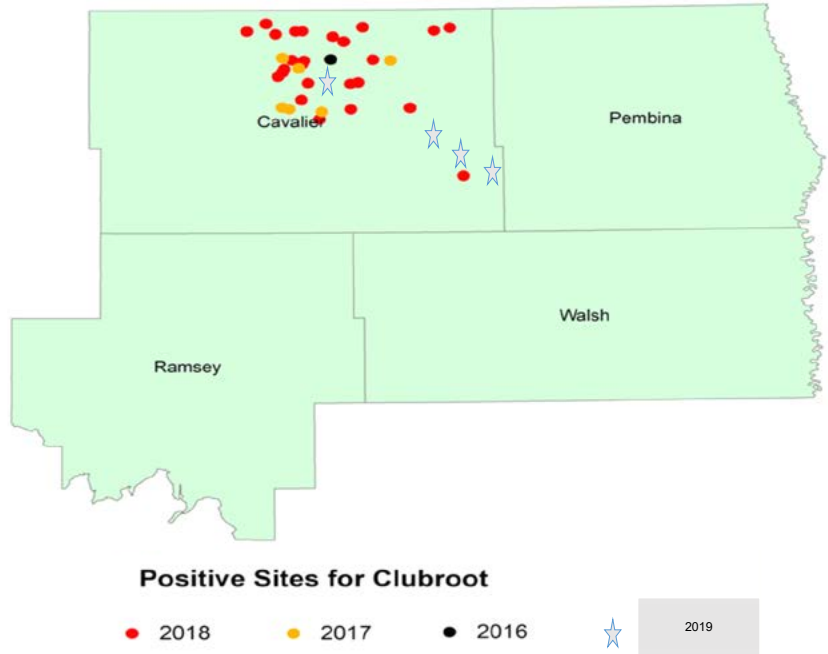 Cavalier
Pembina
Walsh
Ramsey
Positive Sites for Clubroot
2018 2017 2016 2019